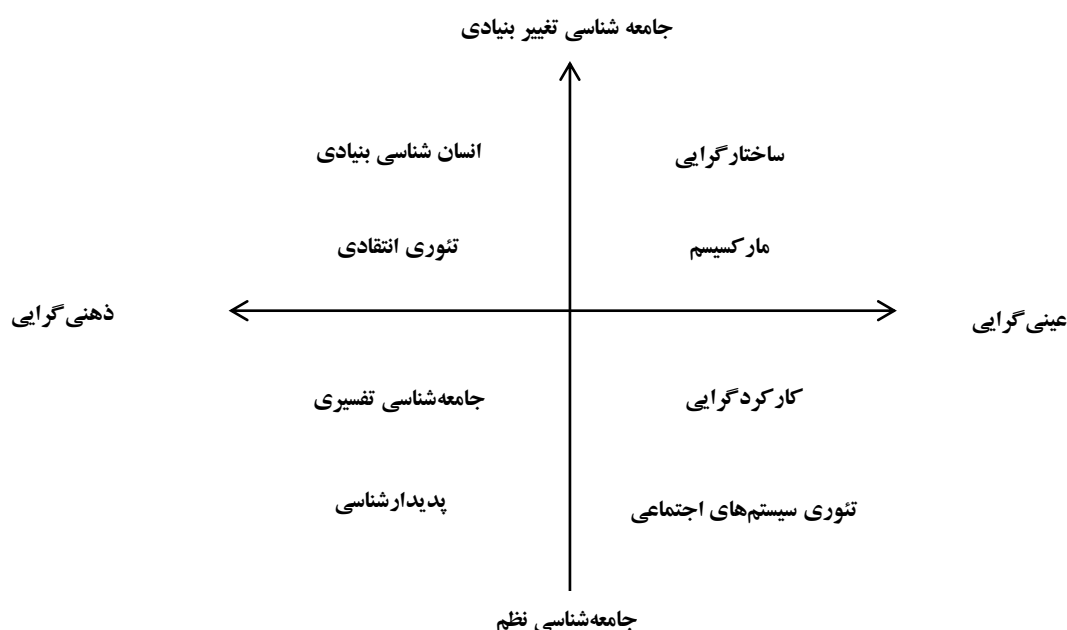 جامعه شناسی تغییر بنیادی
ساختارگرایی
انسان شناسی بنیادی
مارکسیسم
تئوری انتقادی
عینی‌گرایی
ذهنی‌گرایی
کارکردگرایی
جامعه‌شناسی تفسیری
تئوری سیستم‌های اجتماعی
پدیدارشناسی
جامعه‌شناسی نظم